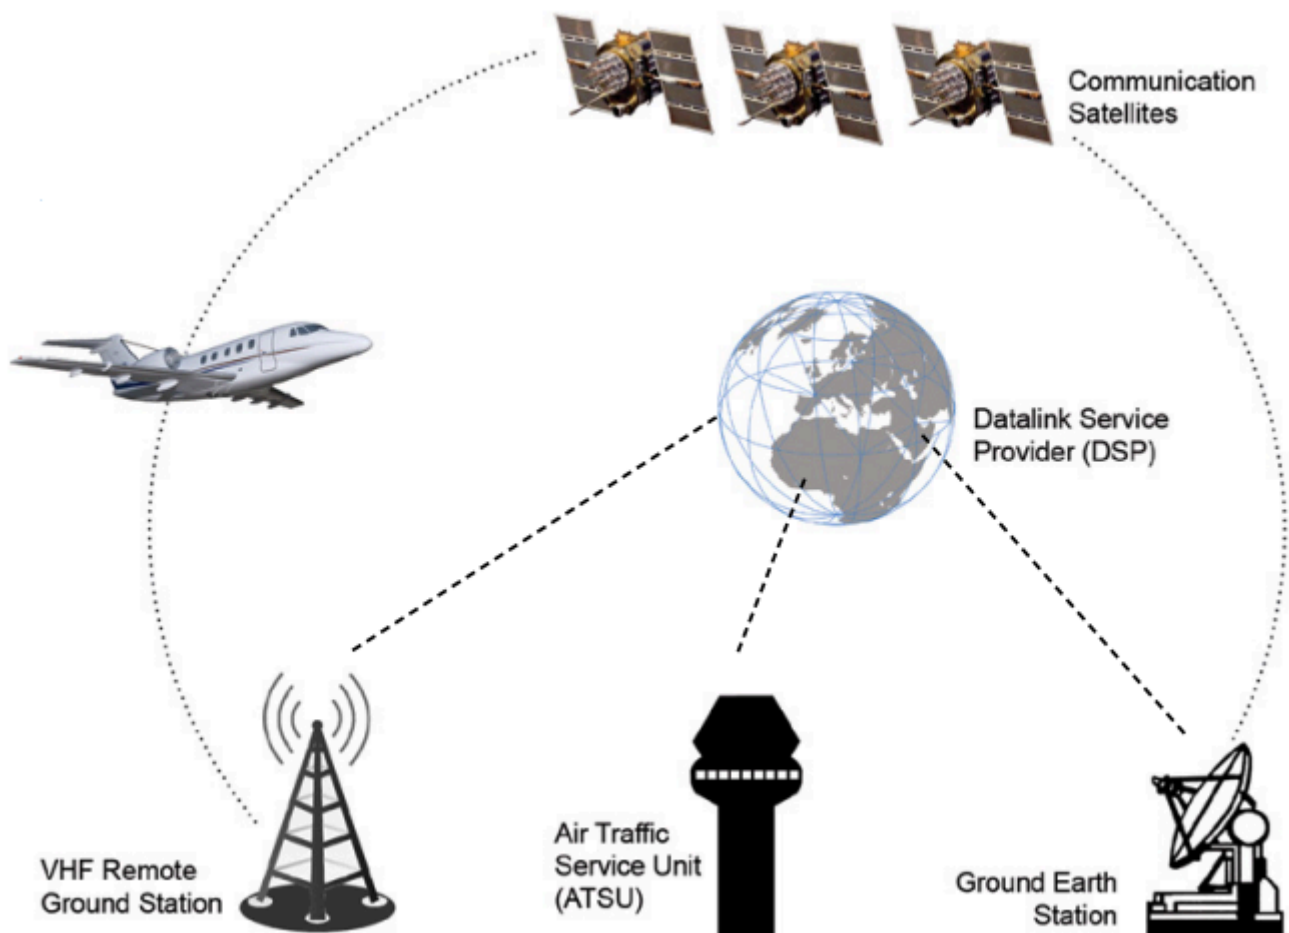 Communication
Satellites
Datalink Service
Provider (DSP)
VHF Remote
Ground Station
Air Traffic
Service Unit
(ATSU)
Ground Earth
Station